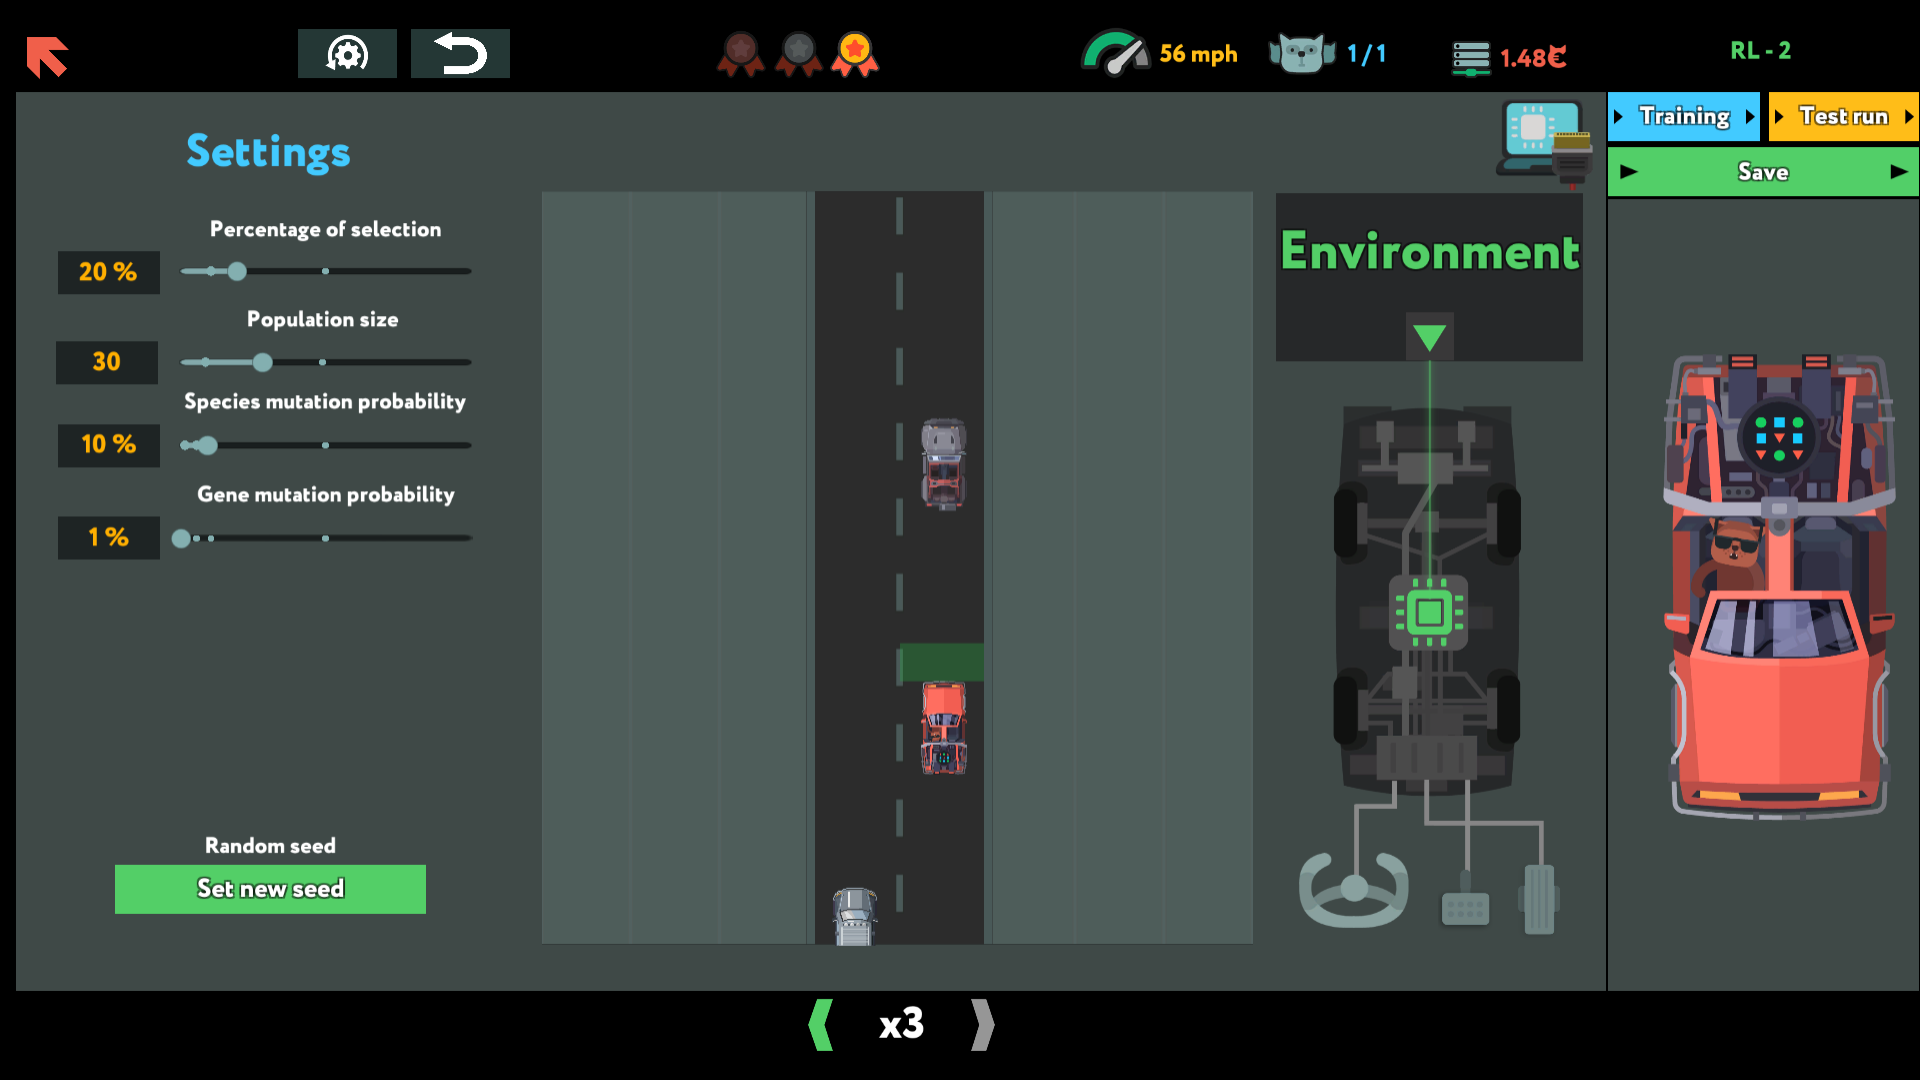 56 mph
1/1
1.48
RL - 2
Training
Test run
Save
Settings
Percentage of selection
20 %
Population size
30
Species mutation probability
10 %
Gene mutation probability
1 %
Random seed
Set new seed
Environment
x3